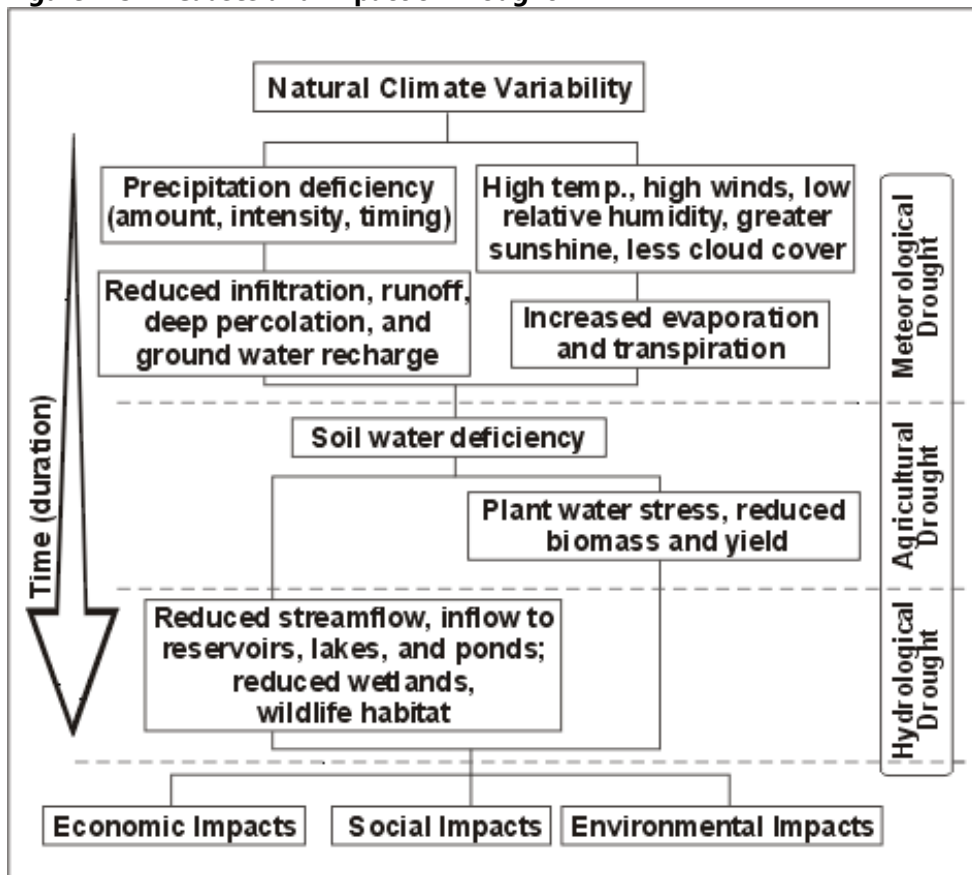 Natural Climate Variability
Precipitation deficiency
(amount, intensity, timing)
High temp., high winds, low
relative humidity, greater
sunshine, less cloud cover
Reduced infiltration, runoff,
deep percolation, and
ground water recharge
Increased evaporation
and transpiration
Meteorological
Drought
Time (duration)
Soil water deficiency
Plant water stress, reduced
biomass and yield
Agricultural
Drought
Reduced streamflow, inflow to
reservoirs, lakes, and ponds;
reduced wetlands,
wildlife habitat
Hydrological
Drought
Economic Impacts
Social Impacts
Environmental Impacts